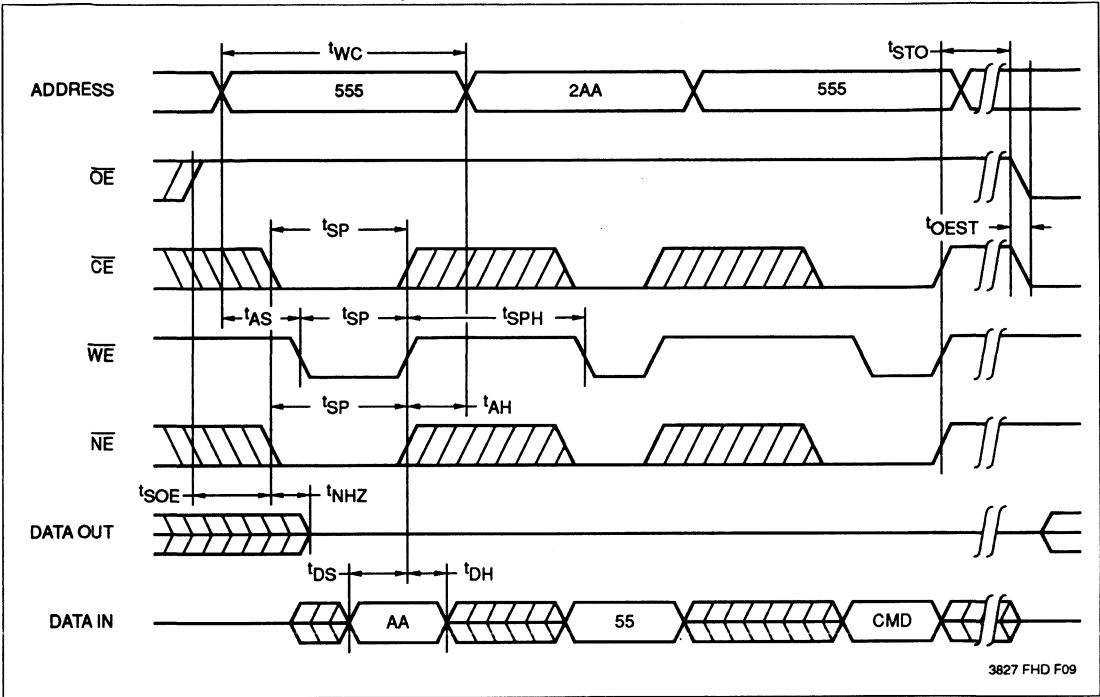 tWC
tSTO
ADDRESS
555
2AA
555
OE
tOEST
tSP
CE
tAS
tSP
tSPH
WE
tSP
tAH
NE
tSOE
tNHZ
DATA OUT
tDS
tDH
DATA IN
AA
55
CMD
3827 FHD F09